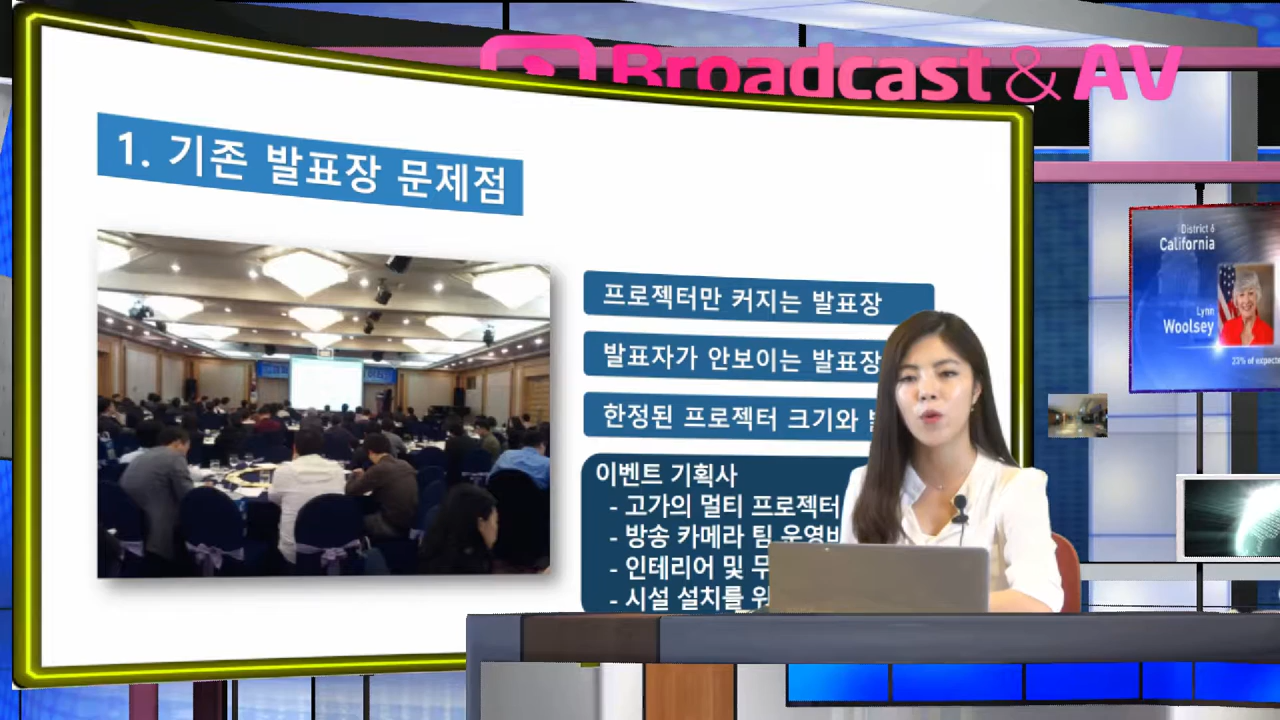 Broadcast & AV
1. 기존 발표장 문제점
프로젝터만 커지는 발표장
발표자가 안보이는 발표장
한정된 프로젝터 크기와
이벤트 기획사
- 고가의 멀티 프로젝터
- 방송 카메라 팀 운영비
- 인테리어 및
- 시설 설치를
District 6
California
Lynn
Woolsey